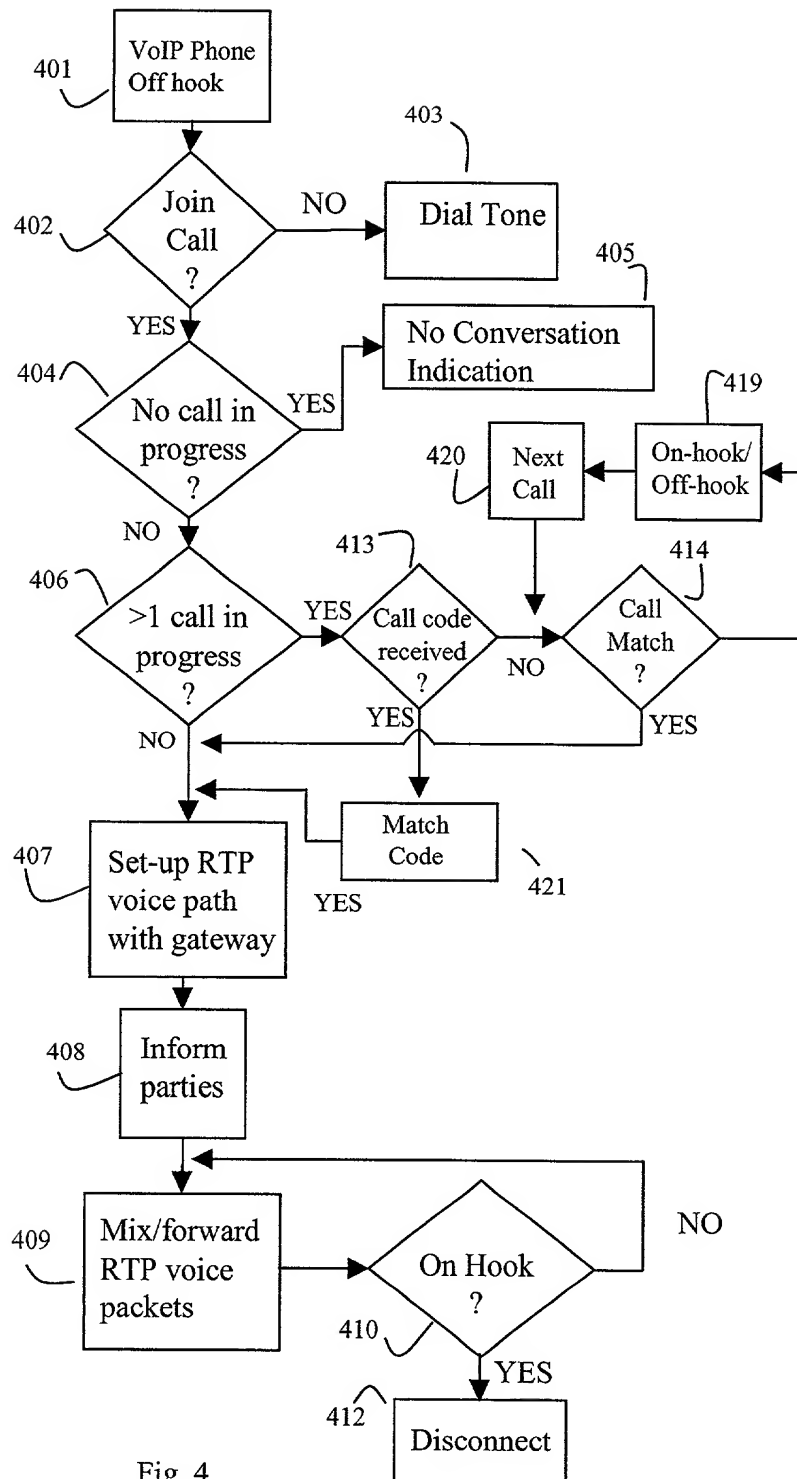 401
VoIP Phone
Off hook
403
402
Join
Call
?
NO
Dial Tone
405
YES
No Conversation
Indication
404
No call in
progress
?
YES
419
420
Next
Call
On-hook/
Off-hook
NO
413
414
406
>1 call in
progress
?
YES
Call code
received
?
NO
Call
Match
?
YES
YES
NO
407
Set-up RTP
voice path
with gateway
YES
Match
Code
421
408
Inform
parties
NO
409
Mix/forward
RTP voice
packets
On Hook
?
410
YES
412
Disconnect
Fig. 4